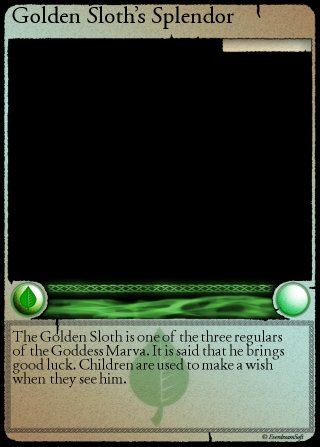 Golden Sloth's Splendor
The Golden Sloth is one of the three regulars
of the Goddess Marva. It is said that he brings
good luck. Children are used to make a wish
when they see him.
© EverdreamSoft